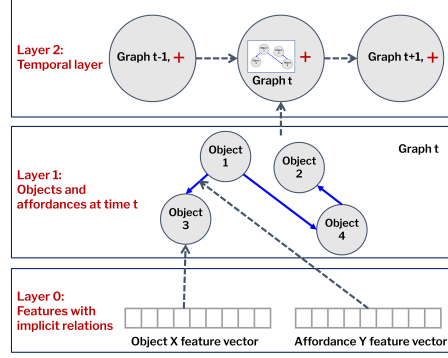 Layer 2:
Temporal layer
Graph t-1, +
+
Graph t
Graph t+1, +
Layer 1:
Objects and
affordances at time t
Graph t
Object
1
Object
2
Object
3
Object
4
Layer 0:
Features with
implicit relations
Object X feature vector
Affordance Y feature vector